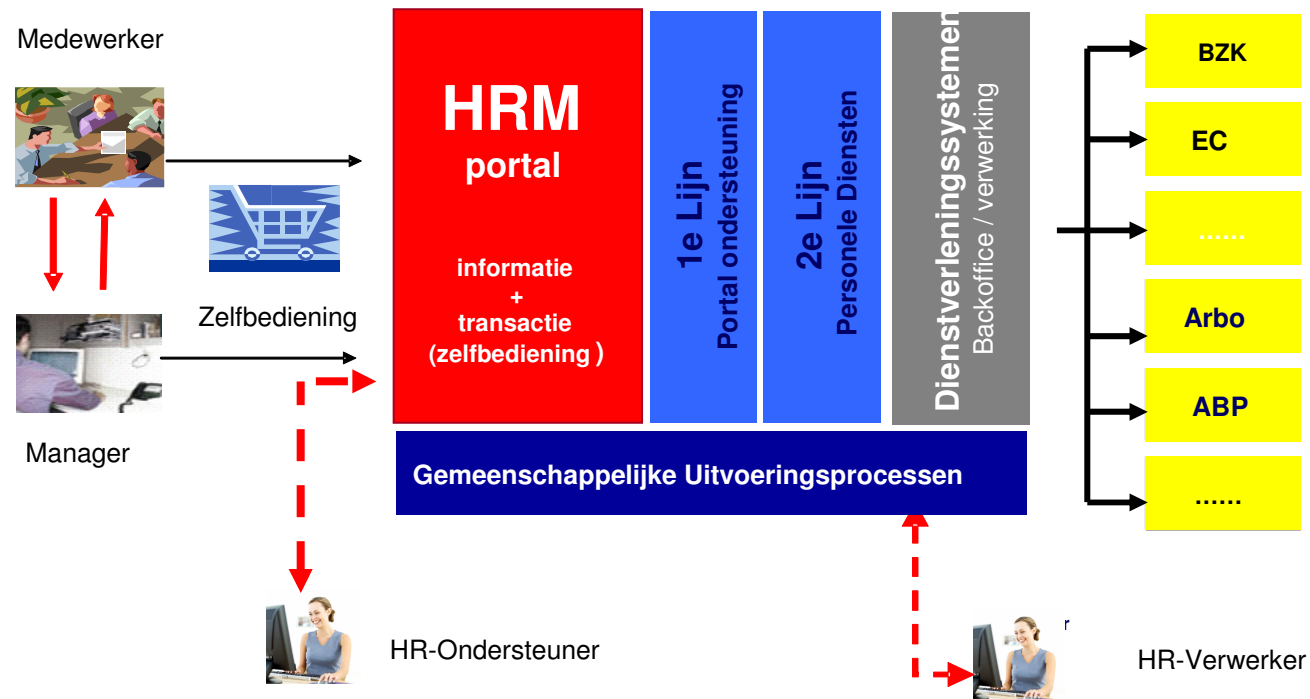 Medewerker
Zelfbediening
Manager
HRM
portal
informatie
+
transactie
(zelfbediening )
1e Lijn
Portal ondersteuning
2e Lijn
Personele Diensten
Dienstverleningssystemen
Backoffice / verwerking
Gemeenschappelijke Uitvoeringsprocessen
BZK
EC
......
Arbo
ABP
......
HR-Ondersteuner
r
HR-Verwerker